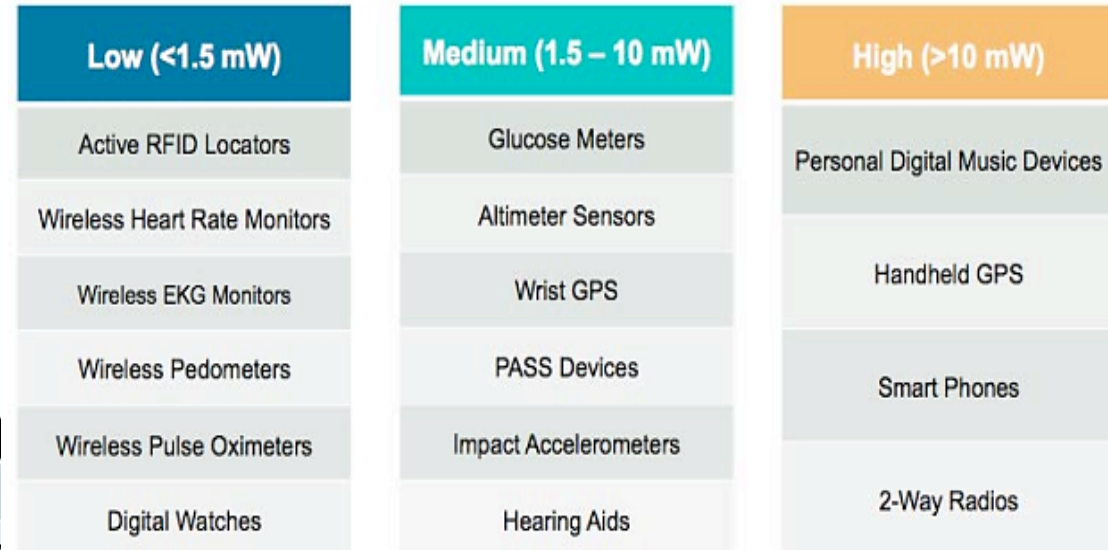 Low (<1.5 mW)
Active RFID Locators
Wireless Heart Rate Monitors
Wireless EKG Monitors
Wireless Pedometers
Wireless Pulse Oximeters
Digital Watches
Medium (1.5 – 10 mW)
Glucose Meters
Altimeter Sensors
Wrist GPS
PASS Devices
Impact Accelerometers
Hearing Aids
High (>10 mW)
Personal Digital Music Devices
Handheld GPS
Smart Phones
2-Way Radios